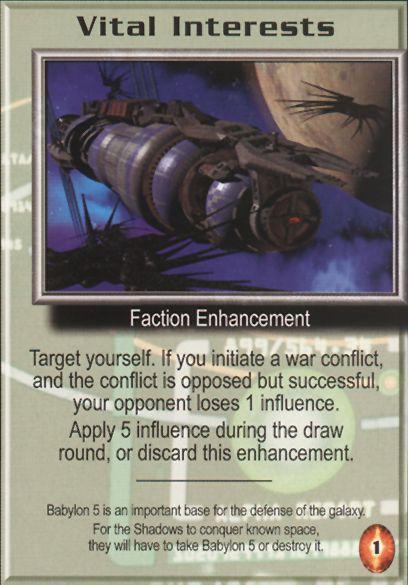 Vital Interests
Faction Enhancement
Target yourself. If you initiate a war conflict,
and the conflict is opposed but successful,
your opponent loses 1 influence.
Apply 5 influence during the draw
round, or discard this enhancement.
Babylon 5 is an important base for the defense of the galaxy.
For the Shadows to conquer known space,
they will have to take Babylon 5 or destroy it.
1